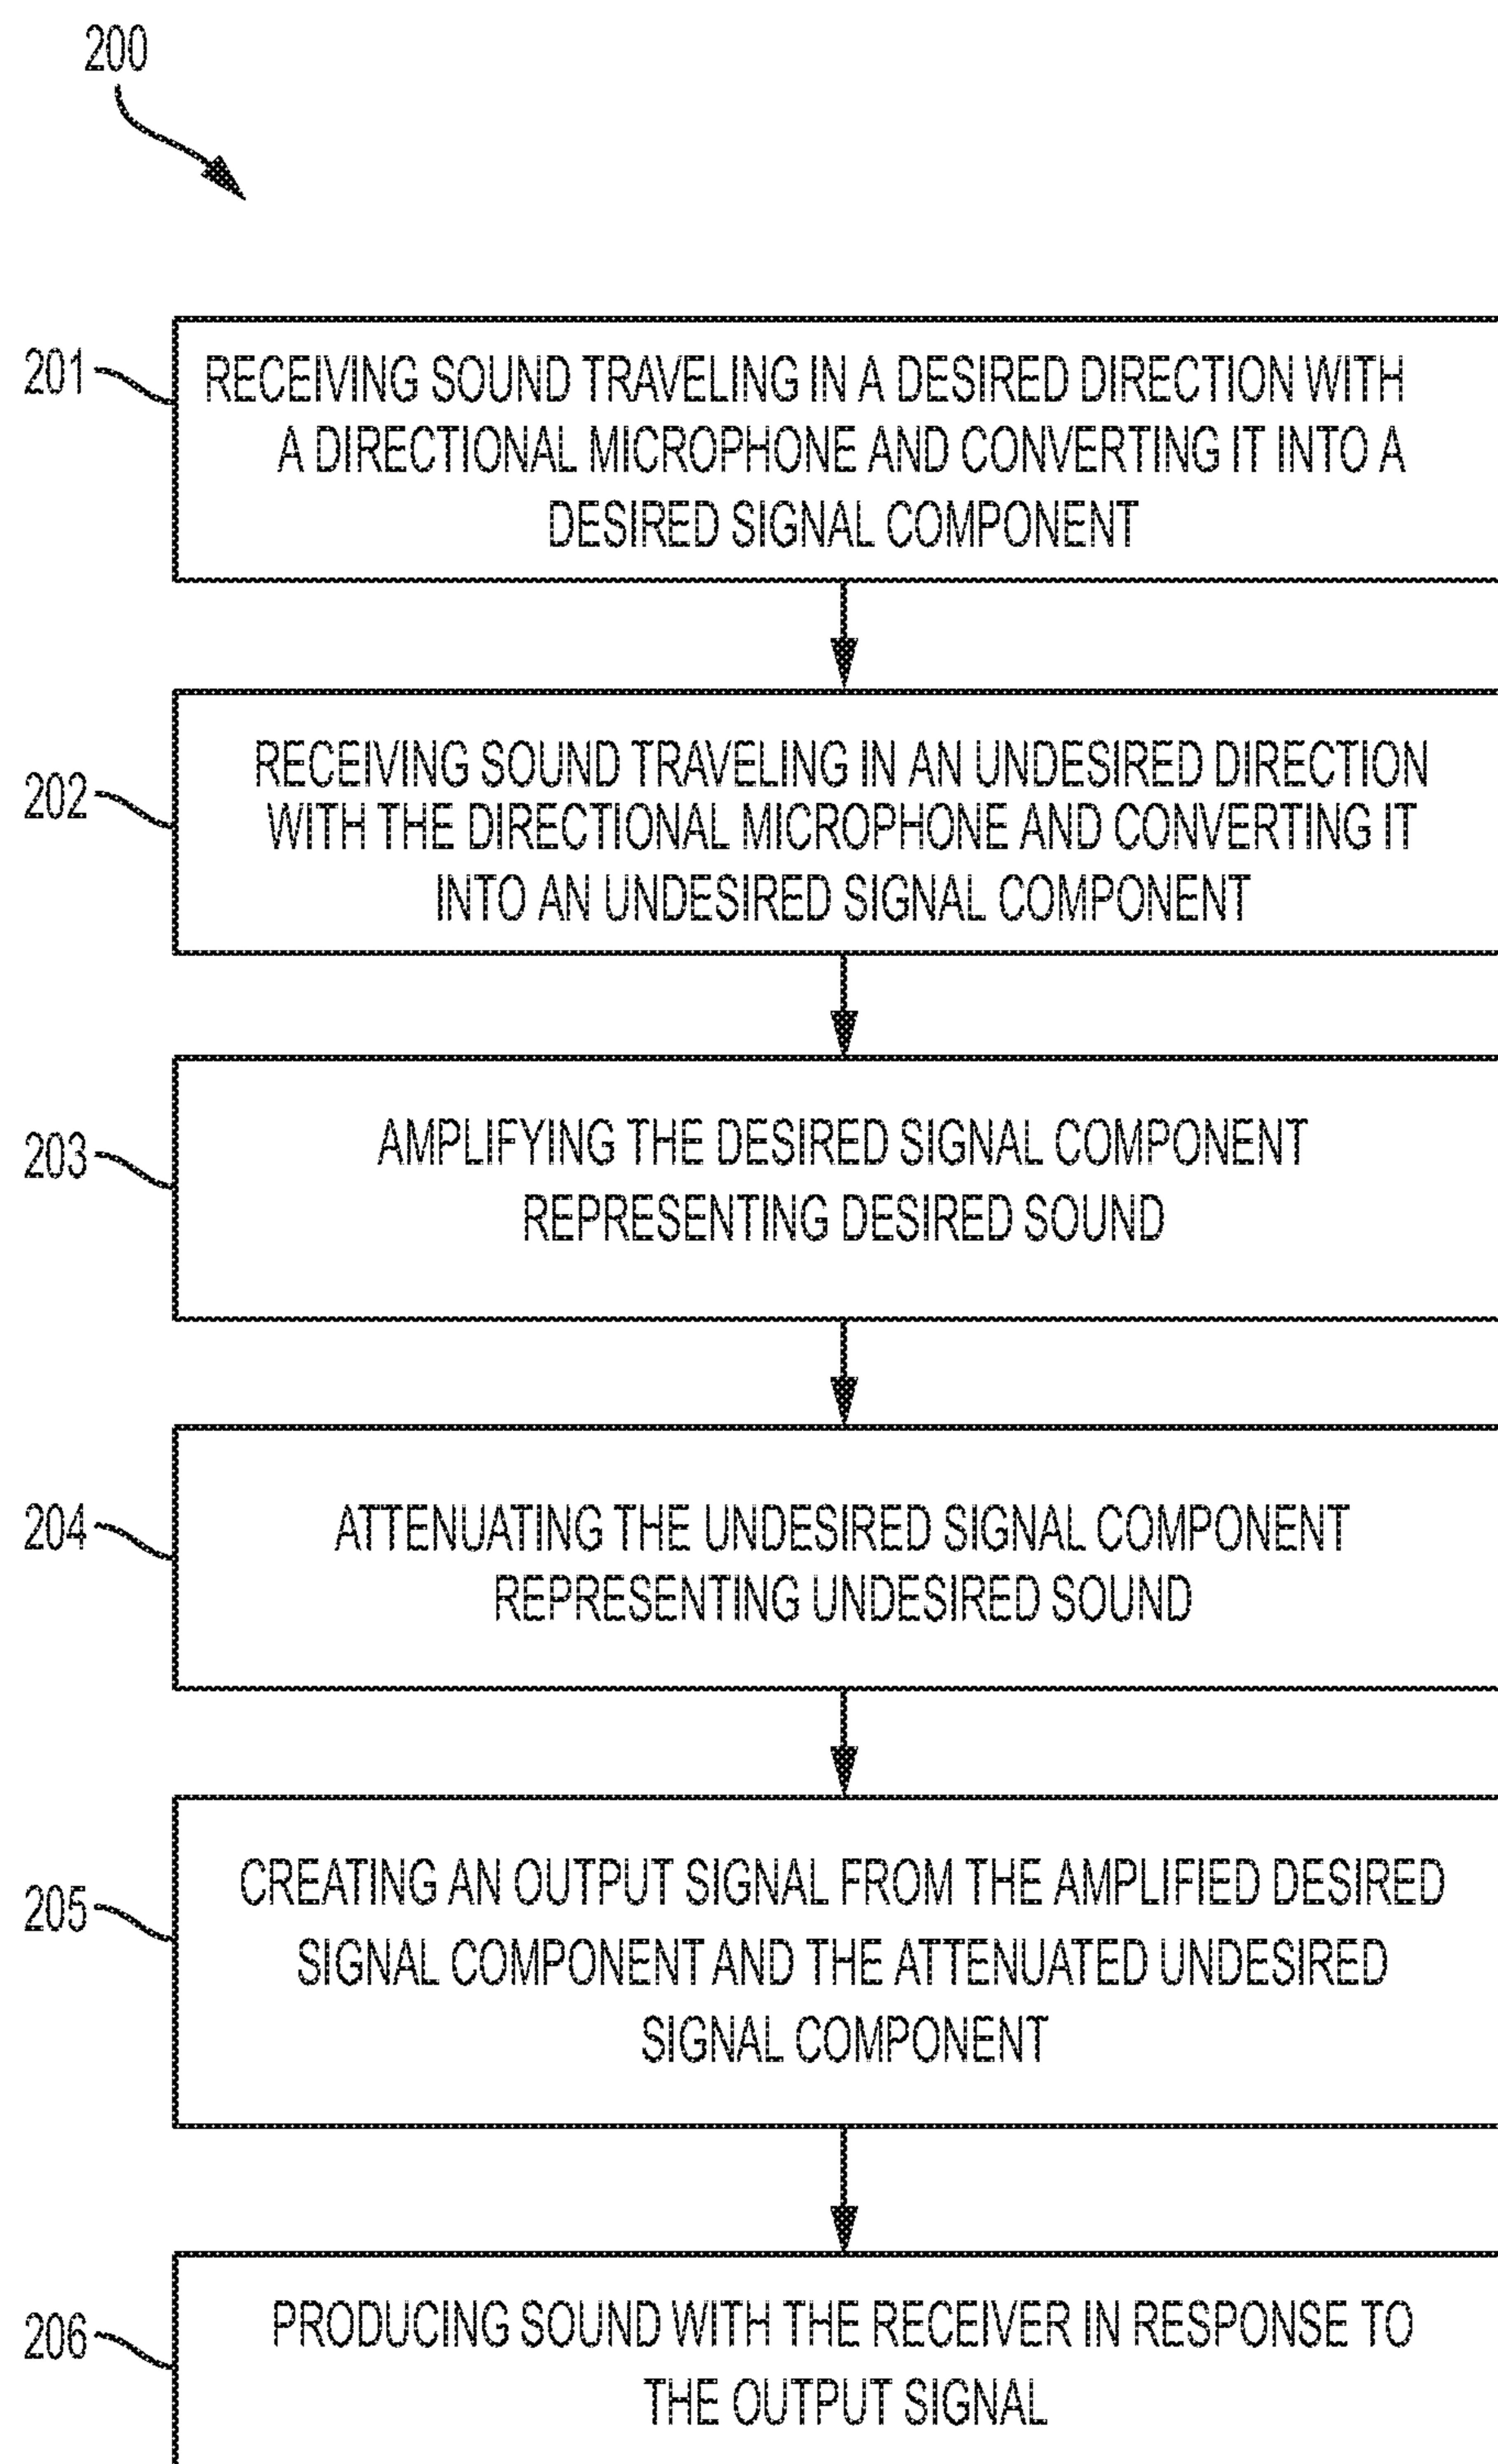 200
201
RECEIVING SOUND TRAVELING IN A DESIRED DIRECTION WITH
A DIRECTIONAL MICROPHONE AND CONVERTING IT INTO A
DESIRED SIGNAL COMPONENT
202
RECEIVING SOUND TRAVELING IN AN UNDESIRED DIRECTION
WITH THE DIRECTIONAL MICROPHONE AND CONVERTING IT
INTO AN UNDESIRED SIGNAL COMPONENT
203
AMPLIFYING THE DESIRED SIGNAL COMPONENT
REPRESENTING DESIRED SOUND
204
ATTENUATING THE UNDESIRED SIGNAL COMPONENT
REPRESENTING UNDESIRED SOUND
205
CREATING AN OUTPUT SIGNAL FROM THE AMPLIFIED DESIRED
SIGNAL COMPONENT AND THE ATTENUATED UNDESIRED
SIGNAL COMPONENT
206
PRODUCING SOUND WITH THE RECEIVER IN RESPONSE TO
THE OUTPUT SIGNAL